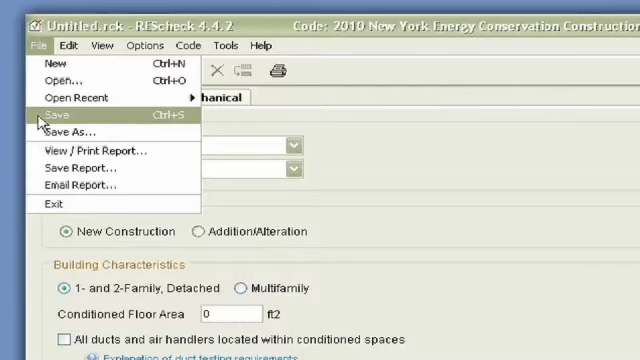 Untitled.rck - REScheck 4.4.2 Code: 2010 New York Energy Conservation Construction
File Edit View Options Code Tools Help
New Ctrl+N
Open... Ctrl+O
Open Recent
hanical
Save Ctrl+S
Save As...
View / Print Report...
Save Report...
Email Report...
Exit
New Construction Addition/Alteration
Building Characteristics
1- and 2-Family, Detached Multifamily
Conditioned Floor Area 0 ft2
All ducts and air handlers located within conditioned spaces
Explanation of duct testing requirements